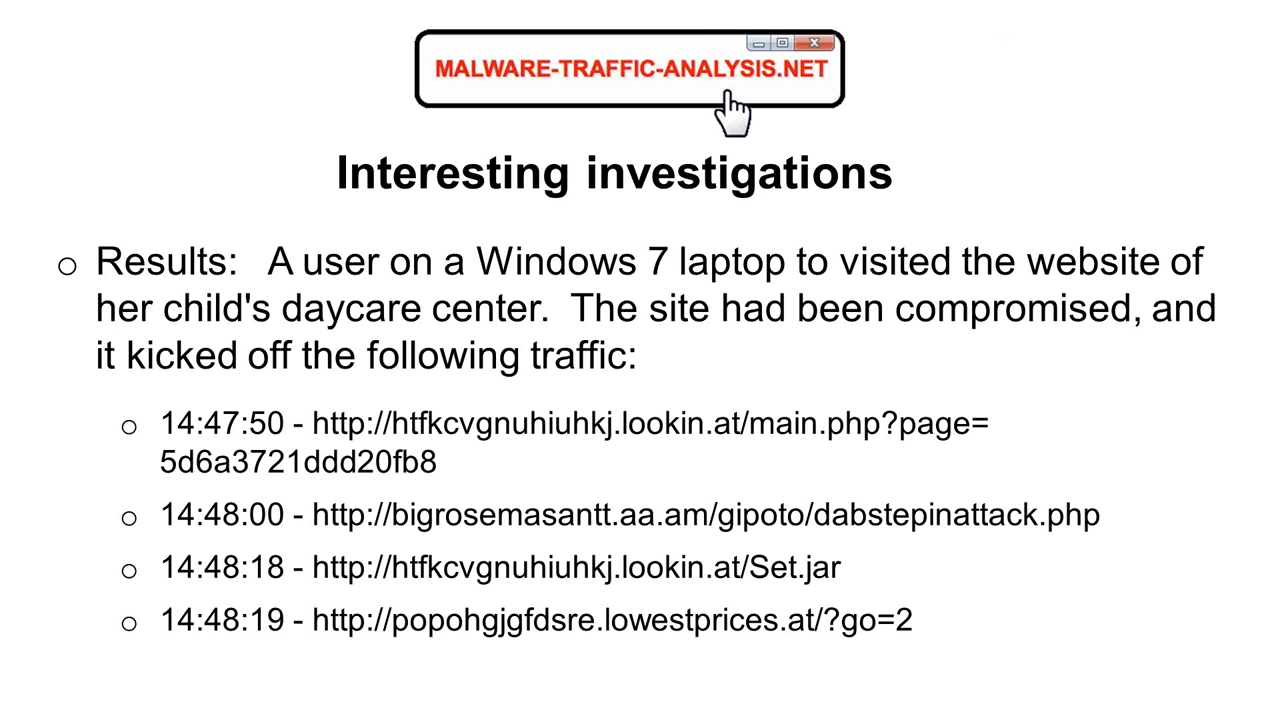 MALWARE-TRAFFIC-ANALYSIS.NET
Interesting investigations
Results: A user on a Windows 7 laptop to visited the website of
her child's daycare center. The site had been compromised, and
it kicked off the following traffic:
14:47:50 - http://htfkcvgnuhiuhkj.lookin.at/main.php?page=
5d6a3721ddd20fb8
14:48:00 - http://bigrosemasantt.aa.am/gipoto/dabstepinattack.php
14:48:18 - http://htfkcvgnuhiuhkj.lookin.at/Set.jar
14:48:19 - http://popohgjgfdsre.lowestprices.at/?go=2